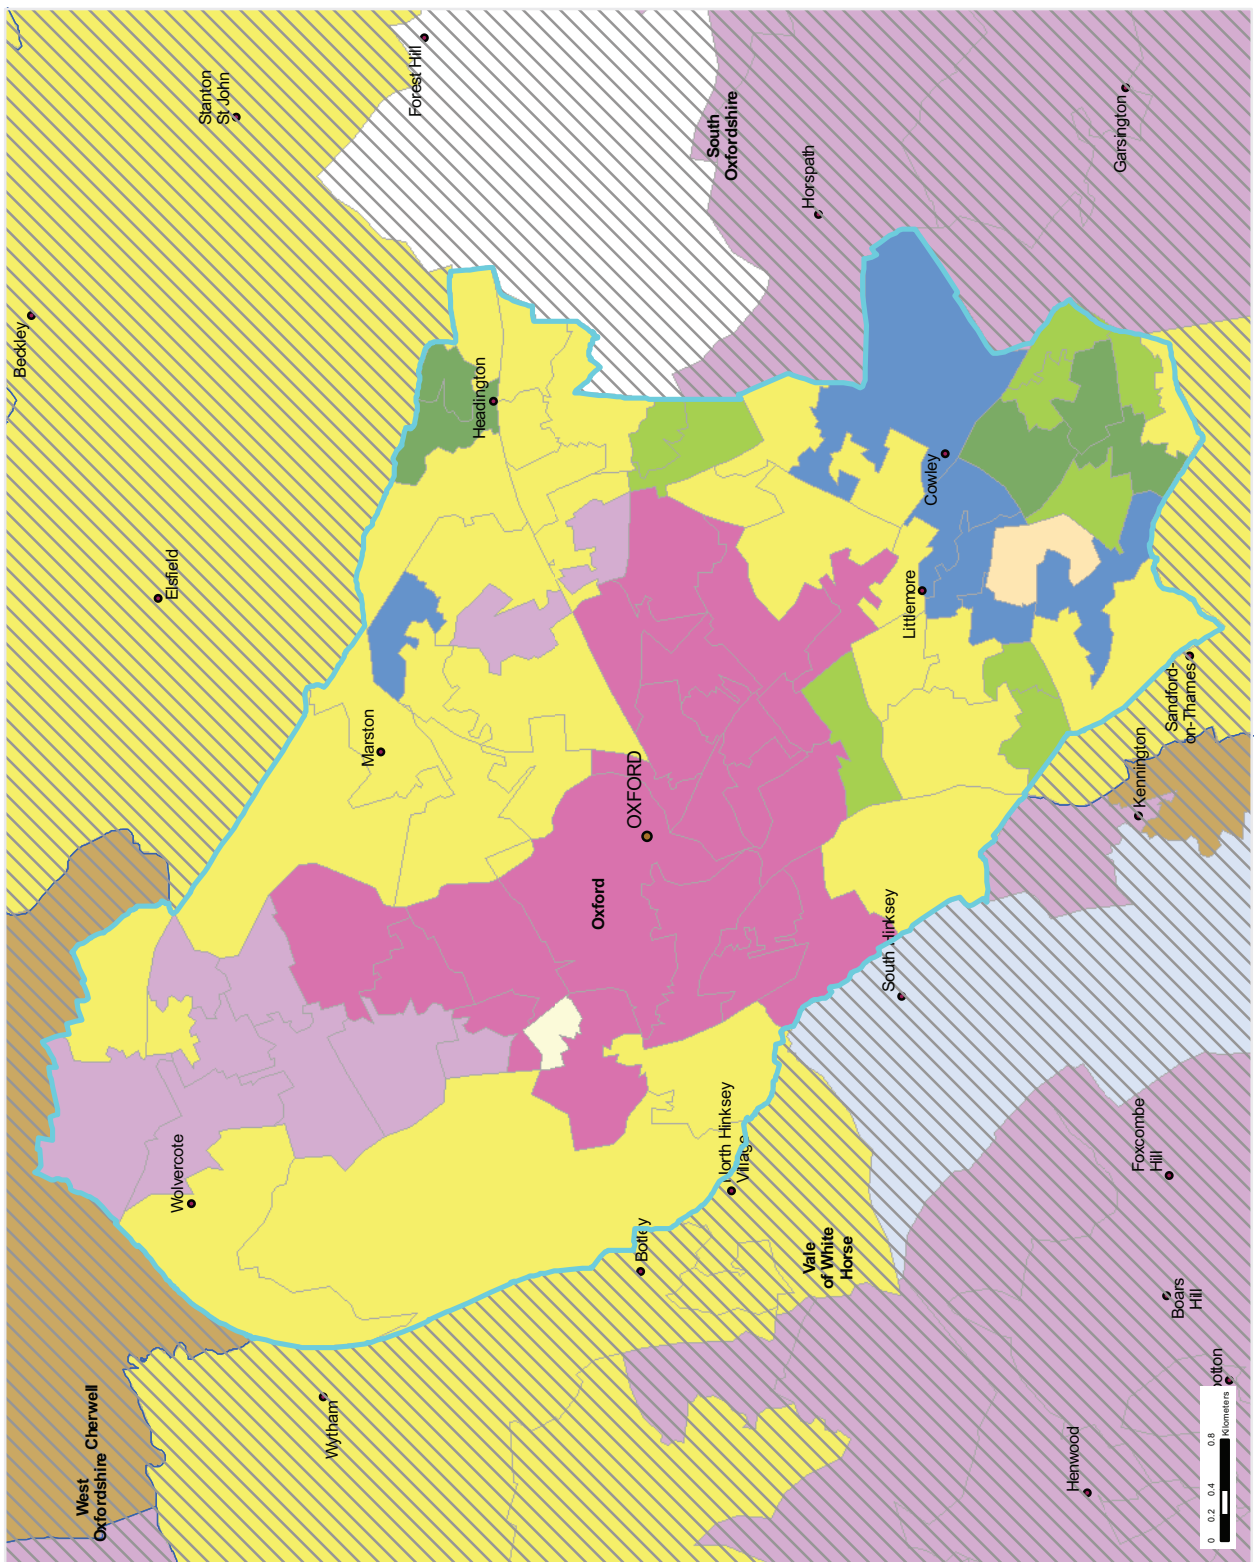 Stanton
St John
Forest Hill
Beckley
South
Oxfordshire
Horspath
Garsington
Elsfield
Headington
Cowley
Littlemore
Marston
Sandford-
on-Thames
Kennington
OXFORD
Oxford
South Hinksey
Wolvercote
North Hinksey
Village
Botley
Vale
of White
Horse
Foxcombe
Hill
Boars
Hill
Wytham
Cherwell
West
Oxfordshire
Henwood
0 0.2 0.4 0.8
Kilometers